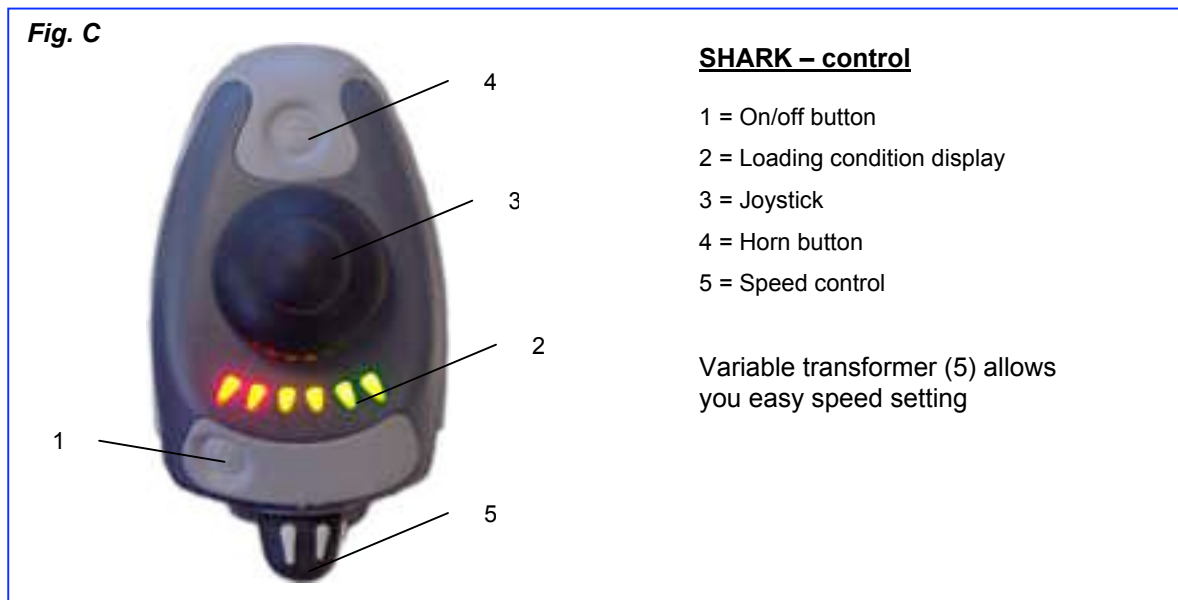 Fig. C
SHARK – control
1 = On/off button
2 = Loading condition display
3 = Joystick
4 = Horn button
5 = Speed control
Variable transformer (5) allows
you easy speed setting
4
3
2
1
5